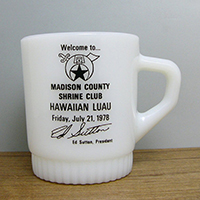 Welcome to...
MADISON COUNTY
SHRINE CLUB
HAWAIIAN LUAU
Friday, July 21, 1978
Ed Sutton
Ed Sutton, President